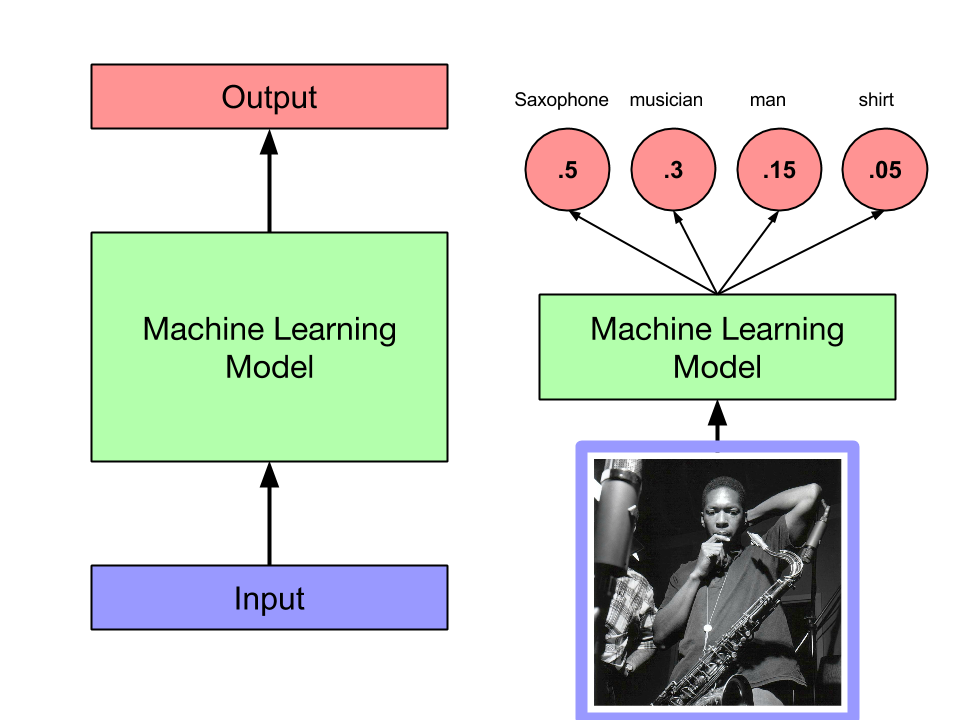 Output
Machine Learning
Model
Input
Saxophone musician man shirt
.5 .3 .15 .05
Machine Learning
Model